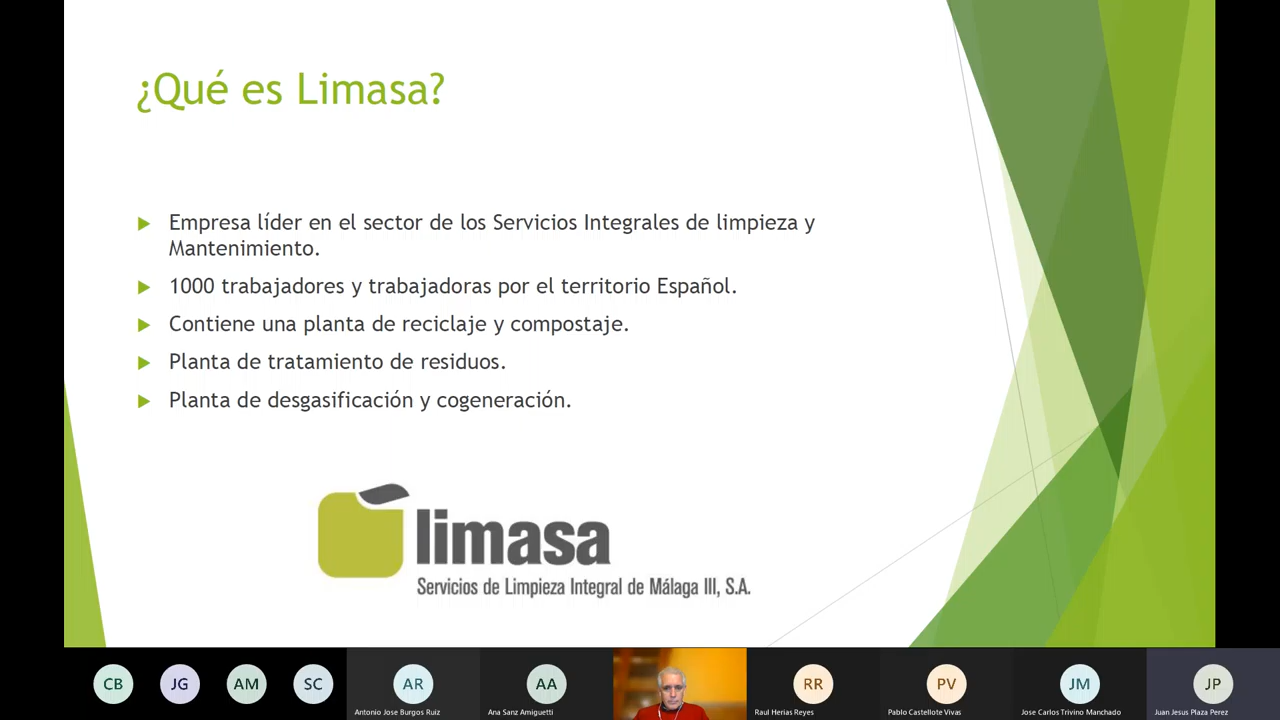 ¿Qué es Limasa?
Empresa líder en el sector de los Servicios Integrales de limpieza y
Mantenimiento.
1000 trabajadores y trabajadoras por el territorio Español.
Contiene una planta de reciclaje y compostaje.
Planta de tratamiento de residuos.
Planta de desgasificación y cogeneración.
limasa
Servicios de Limpieza Integral de Málaga III, S.A.
CB JG AM SC AR AA RR PV JM JP
Antonio Jose Burgos Ruiz Ana Sanz Amiguetti Raul Herias Reyes Pablo Castellote Vivas Jose Carlos Trivino Manchado Juan Jesus Plaza Perez